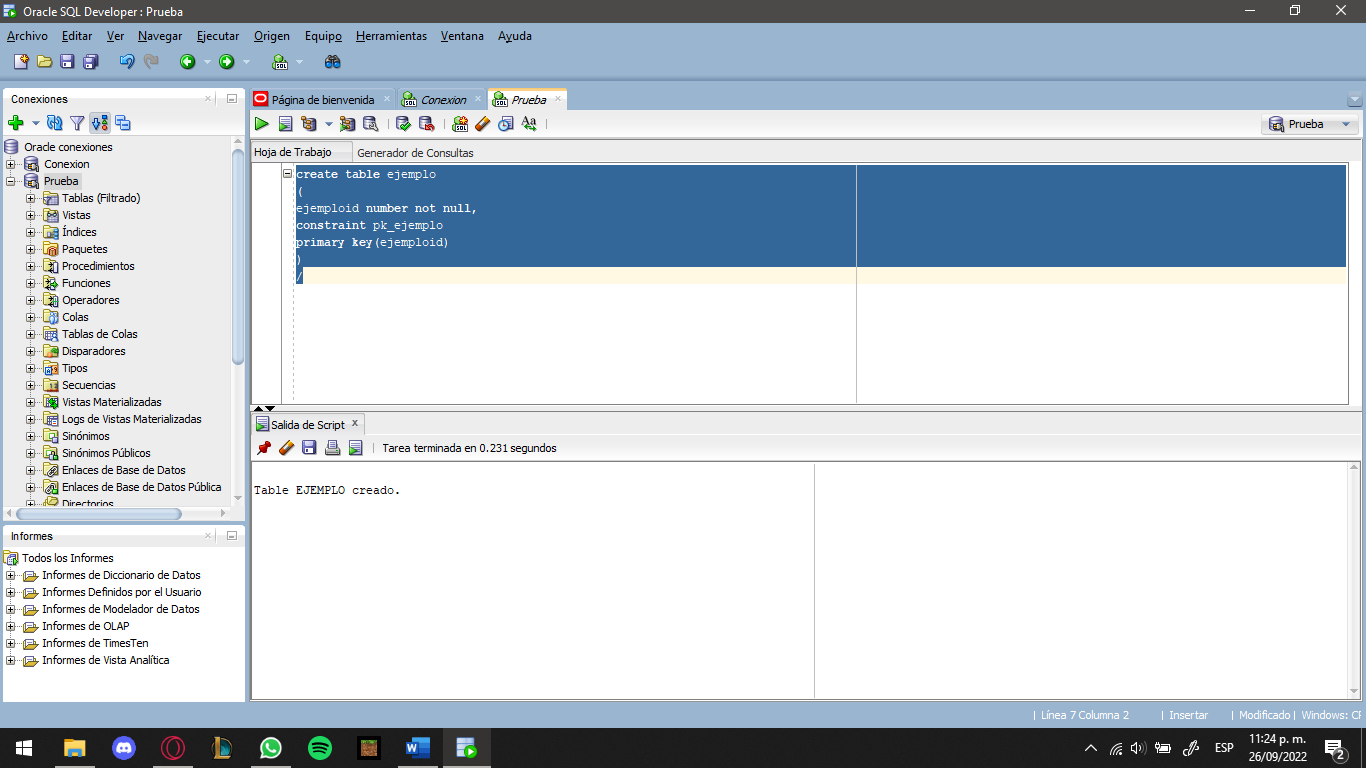 Oracle SQL Developer : Prueba
Archivo Editar Ver Navegar Ejecutar Origen Equipo Herramientas Ventana Ayuda
Conexiones
Oracle conexiones
Conexion
Prueba
Tablas (Filtrado)
Vistas
Índices
Paquetes
Procedimientos
Funciones
Operadores
Colas
Tablas de Colas
Disparadores
Tipos
Secuencias
Vistas Materializadas
Logs de Vistas Materializadas
Sinónimos
Sinónimos Públicos
Enlaces de Base de Datos
Enlaces de Base de Datos Pública
Directorios
Informes
Todos los Informes
Informes de Diccionario de Datos
Informes Definidos por el Usuario
Informes de Modelador de Datos
Informes de OLAP
Informes de TimesTen
Informes de Vista Analítica
Página de bienvenida Conexion Prueba
Prueba
Hoja de Trabajo Generador de Consultas
create table ejemplo
(
ejemploid number not null,
constraint pk_ejemplo
primary key(ejemploid)
)
/
Salida de Script
Tarea terminada en 0.231 segundos
Table EJEMPLO creado.
Línea 7 Columna 2 Insertar Modificado Windows: CF
ESP
11:24 p. m.
26/09/2022
2